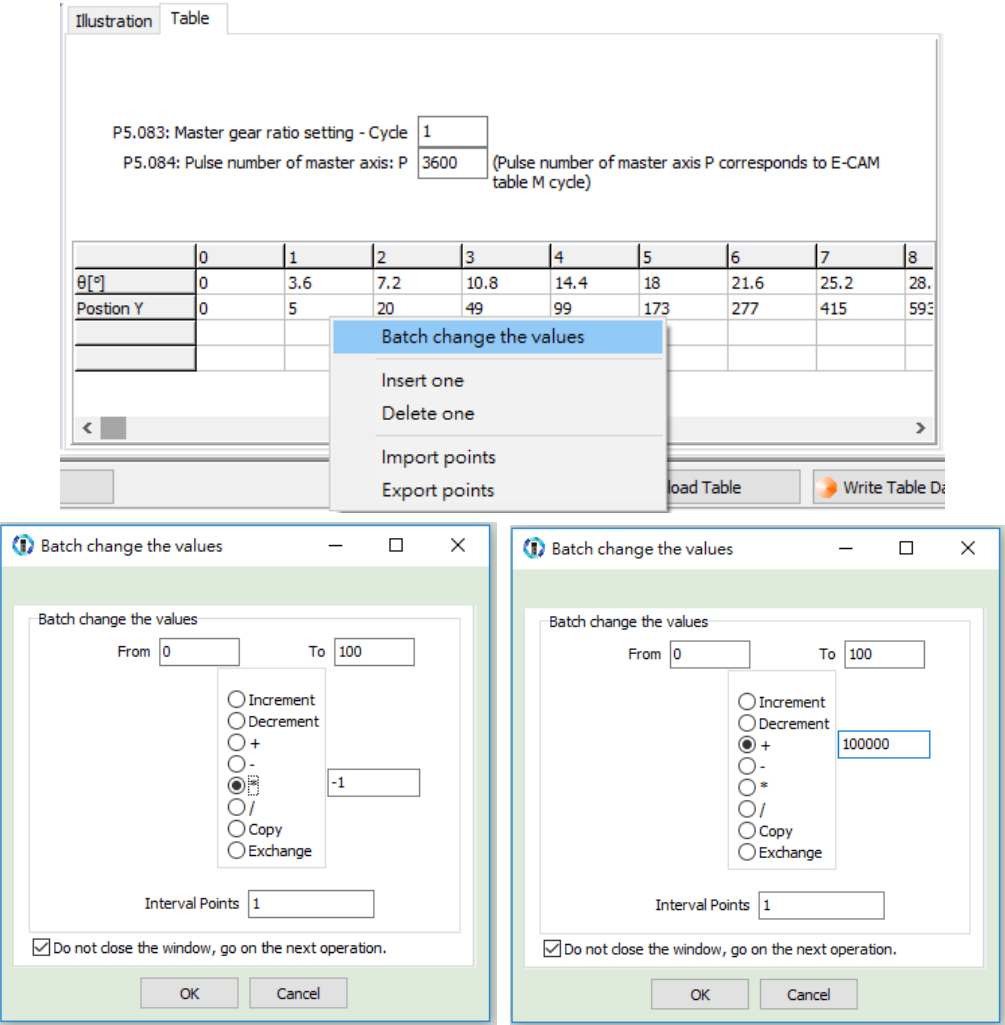 Illustration Table
P5.083: Master gear ratio setting - Cycle 1
P5.084: Pulse number of master axis: P 3600 (Pulse number of master axis P corresponds to E-CAM
table M cycle)
0 1 2 3 4 5 6 7 8
θ[°] 0 3.6 7.2 10.8 14.4 18 21.6 25.2 28.
Postion Y 0 5 20 49 99 173 277 415 593
Batch change the values
Insert one
Delete one
Import points
Export points
Table
Write Table
Batch change the values
Batch change the values
From 0 To 100
Increment
Decrement
+
-
* -1
/
Copy
Exchange
Interval Points 1
Do not close the window, go on the next operation.
OK Cancel
Batch change the values
Batch change the values
From 0 To 100
Increment
Decrement
+ 100000
-
*
/
Copy
Exchange
Interval Points 1
Do not close the window, go on the next operation.
OK Cancel